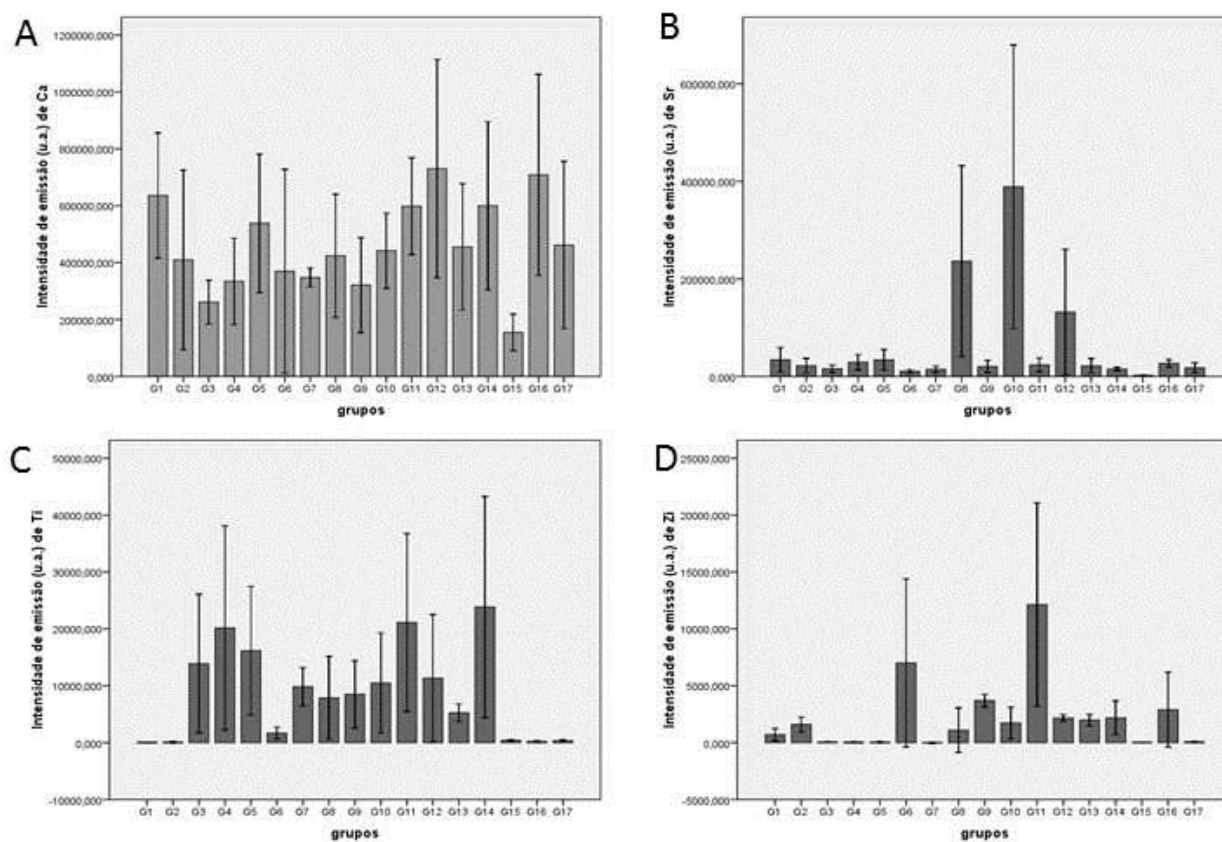 A
Intensidade de emissão (u.a.) de Ca
1200000,000
1000000,000
800000,000
600000,000
400000,000
200000,000
0,000
G1 G2 G3 G4 G5 G6 G7 G8 G9 G10 G11 G12 G13 G14 G15 G16 G17
grupos
B
Intensidade de emissão (u.a.) de Sr
600000,000
400000,000
200000,000
0,000
G1 G2 G3 G4 G5 G6 G7 G8 G9 G10 G11 G12 G13 G14 G15 G16 G17
grupos
C
Intensidade de emissão (u.a.) de Ti
50000,000
40000,000
30000,000
20000,000
10000,000
0,000
-10000,000
G1 G2 G3 G4 G5 G6 G7 G8 G9 G10 G11 G12 G13 G14 G15 G16 G17
grupos
D
Intensidade de emissão (u.a.) de Zi
25000,000
20000,000
15000,000
10000,000
5000,000
0,000
-5000,000
G1 G2 G3 G4 G5 G6 G7 G8 G9 G10 G11 G12 G13 G14 G15 G16 G17
grupos